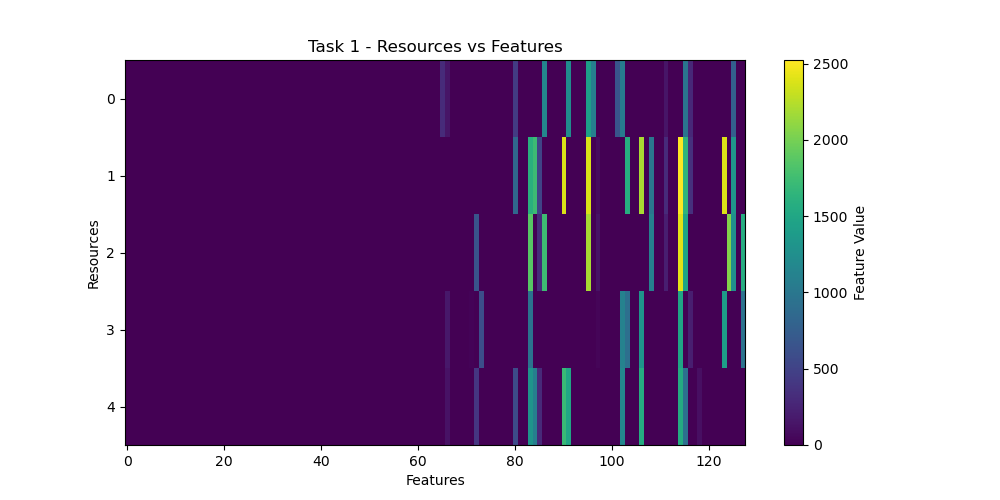 Task 1 - Resources vs Features
Resources
0
1
2
3
4
0 20 40 60 80 100 120
Features
2500
2000
1500
1000
500
0
Feature Value